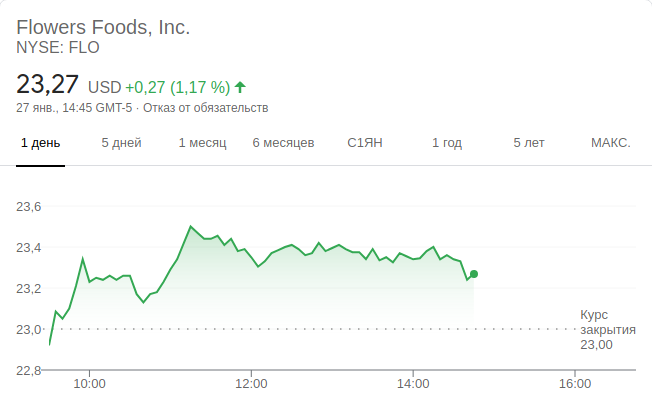 Flowers Foods, Inc.
NYSE: FLO
23,27 USD +0,27 (1,17 %)
27 янв., 14:45 GMT-5 · Отказ от обязательств
1 день 5 дней 1 месяц 6 месяцев С1ЯН 1 год 5 лет МАКС.
23,6
23,4
23,2
23,0
22,8
Курс
закрытия
23,00
10:00 12:00 14:00 16:00